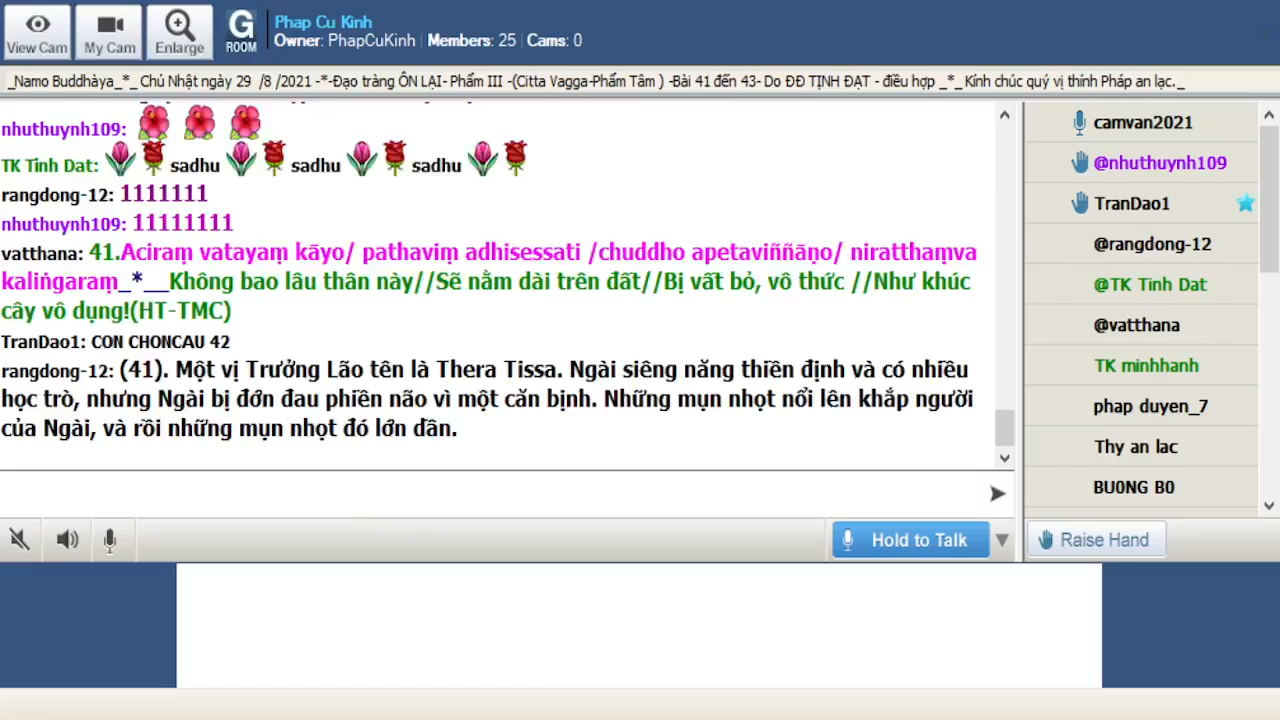 View Cam
My Cam
Enlarge
G
ROOM
Phap Cu Kinh
Owner: PhapCuKinh | Members: 25 | Cams: 0
_Namo Buddhàya_*_ Chủ Nhật ngày 29 /8 /2021 -*-Đạo tràng ÔN LẠI- Phẩm III -(Citta Vagga-Phẩm Tâm ) -Bài 41 đến 43- Do ĐĐ TỊNH ĐẠT - điều hợp _*_ Kính chúc quý vị thính Pháp an lạc._
nhuthuynh109:
TK Tinh Dat: sadhu sadhu sadhu
rangdong-12: 1111111
nhuthuynh109: 11111111
vatthana: 41.Aciraṃ vatayaṃ kāyo/ pathaviṃ adhisessati /chuddho apetaviññāṇo/ niratthaṃva
kaliṅgaraṃ_*__Không bao lâu thân này//Sẽ nằm dài trên đất//Bị vất bỏ, vô thức //Như khúc
cây vô dụng!(HT-TMC)
TranDao1: CON CHONCAU 42
rangdong-12: (41). Một vị Trưởng Lão tên là Thera Tissa. Ngài siêng năng thiền định và có nhiều
học trò, nhưng Ngài bị đớn đau phiền não vì một căn bịnh. Những mụn nhọt nổi lên khắp người
của Ngài, và rồi những mụn nhọt đó lớn dần.
camvan2021
@nhuthuynh109
TranDao1
@rangdong-12
@TK Tinh Dat
@vatthana
TK minhhanh
phap duyen_7
Thy an lac
BU0NG B0
Hold to Talk
Raise Hand